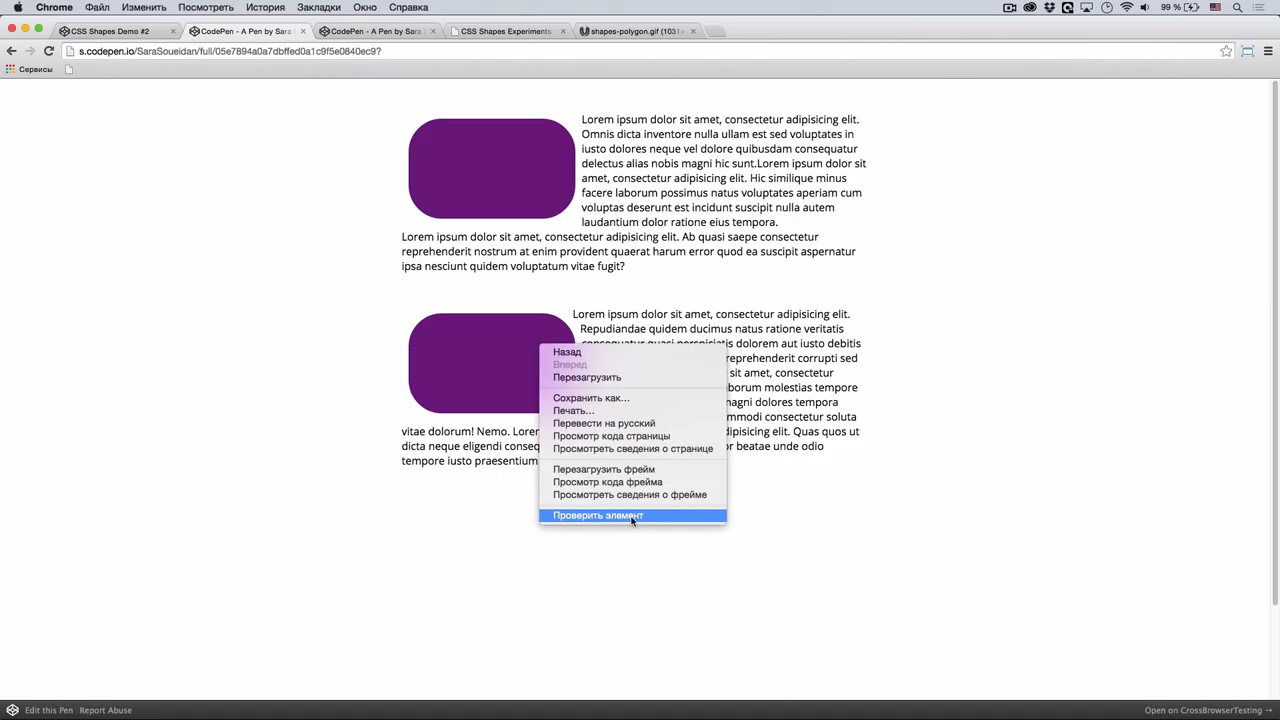 Chrome Файл Изменить Посмотреть История Закладки Окно Справка 99 %
CSS Shapes Demo #2 CodePen - A Pen by Sara CodePen - A Pen by Sara CSS Shapes Experiments shapes-polygon.gif (1031
s.codepen.io/SaraSoueidan/full/05e7894a0a7dbffed0a1c9f5e0840ec9?
Сервисы
Lorem ipsum dolor sit amet, consectetur adipisicing elit.
Omnis dicta inventore nulla ullam est sed voluptates in
iusto dolores neque vel dolore quibusdam consequatur
delectus alias nobis magni hic sunt.Lorem ipsum dolor sit
amet, consectetur adipisicing elit. Hic similique minus
facere laborum possimus natus voluptates aperiam cum
voluptas deserunt est incidunt suscipit nulla autem
laudantium dolor ratione eius tempora.
Lorem ipsum dolor sit amet, consectetur adipisicing elit. Ab quasi saepe consectetur
reprehenderit nostrum at enim provident quaerat harum error quod ea suscipit aspernatur
ipsa nesciunt quidem voluptatum vitae fugit?
Lorem ipsum dolor sit amet, consectetur adipisicing elit.
Repudiandae quidem ducimus natus ratione veritatis
consequatur quasi perspiciatis dolorem aut iusto debitis
reprehenderit corrupti sed
sit amet, consectetur
borum molestias tempore
magni dolores tempora
mmodi consectetur soluta
vitae dolorum! Nemo. Lorem dipisicing elit. Quas quos ut
dicta neque eligendi conseq r beatae unde odio
tempore iusto praesentium
Назад
Вперед
Перезагрузить
Сохранить как...
Печать...
Перевести на русский
Просмотр кода страницы
Просмотреть сведения о странице
Перезагрузить фрейм
Просмотр кода фрейма
Просмотреть сведения о фрейме
Проверить элемент
Edit this Pen Report Abuse Open on CrossBrowserTesting →